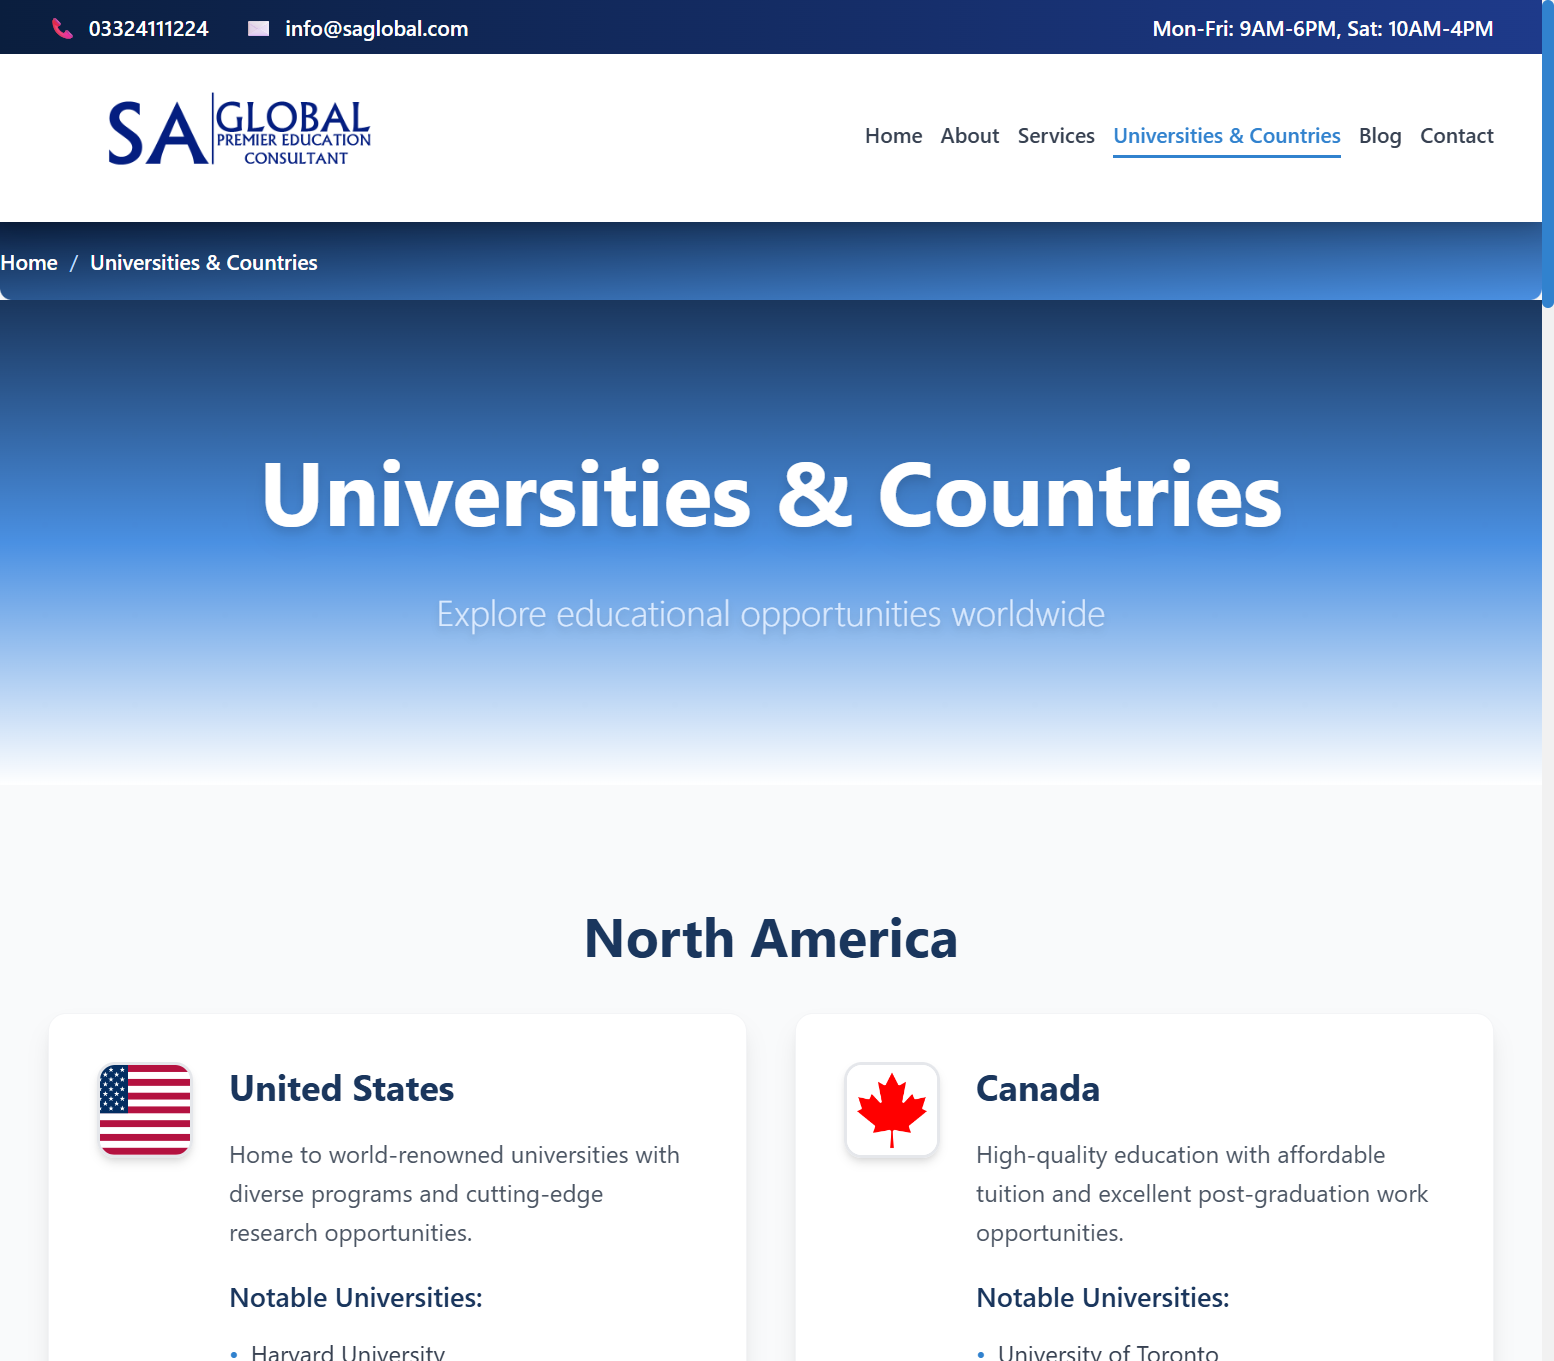 03324111224
info@saglobal.com
Mon-Fri: 9AM-6PM, Sat: 10AM-4PM
SA GLOBAL
PREMIER EDUCATION
CONSULTANT
Home About Services Universities & Countries Blog Contact
Home / Universities & Countries
Universities & Countries
Explore educational opportunities worldwide
North America
United States
Home to world-renowned universities with
diverse programs and cutting-edge
research opportunities.
Notable Universities:
• Harvard University
Canada
High-quality education with affordable
tuition and excellent post-graduation work
opportunities.
Notable Universities:
• University of Toronto